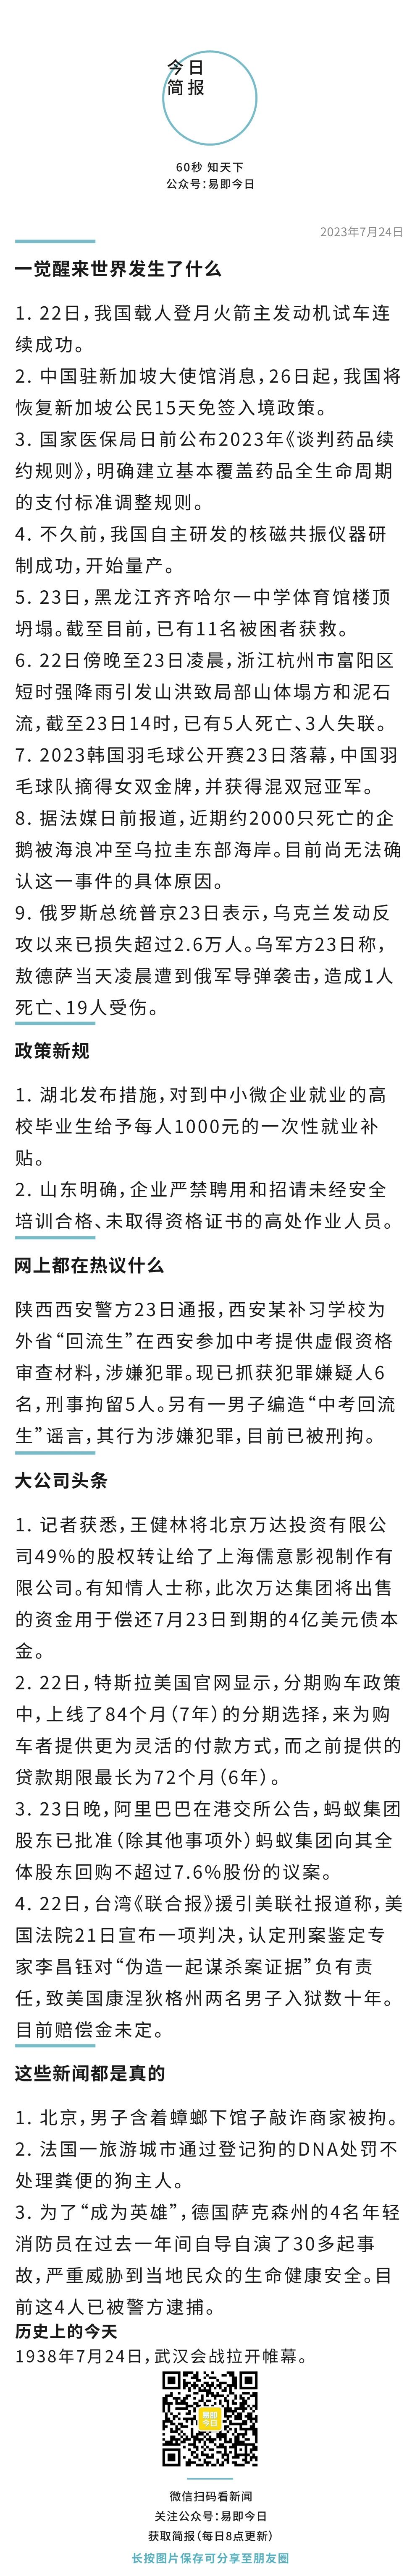 今日
简报
60秒 知天下
公众号：易即今日
2023年7月24日
一觉醒来世界发生了什么
1. 22日，我国载人登月火箭主发动机试车连
续成功。
2. 中国驻新加坡大使馆消息，26日起，我国将
恢复新加坡公民15天免签入境政策。
3. 国家医保局日前公布2023年《谈判药品续
约规则》，明确建立基本覆盖药品全生命周期
的支付标准调整规则。
4. 不久前，我国自主研发的核磁共振仪器研
制成功，开始量产。
5. 23日，黑龙江齐齐哈尔一中学体育馆楼顶
坍塌。截至目前，已有11名被困者获救。
6. 22日傍晚至23日凌晨，浙江杭州市富阳区
短时强降雨引发山洪致局部山体塌方和泥石
流，截至23日14时，已有5人死亡、3人失联。
7. 2023韩国羽毛球公开赛23日落幕，中国羽
毛球队摘得女双金牌，并获得混双冠亚军。
8. 据法媒日前报道，近期约2000只死亡的企
鹅被海浪冲至乌拉圭东部海岸。目前尚无法确
认这一事件的具体原因。
9. 俄罗斯总统普京23日表示，乌克兰发动反
攻以来已损失超过2.6万人。乌军方23日称，
敖德萨当天凌晨遭到俄军导弹袭击，造成1人
死亡、19人受伤。
政策新规
1. 湖北发布措施，对到中小微企业就业的高
校毕业生给予每人1000元的一次性就业补
贴。
2. 山东明确，企业严禁聘用和招请未经安全
培训合格、未取得资格证书的高处作业人员。
网上都在热议什么
陕西西安警方23日通报，西安某补习学校为
外省“回流生”在西安参加中考提供虚假资格
审查材料，涉嫌犯罪。现已抓获犯罪嫌疑人6
名，刑事拘留5人。另有一男子编造“中考回流
生”谣言，其行为涉嫌犯罪，目前已被刑拘。
大公司头条
1. 记者获悉，王健林将北京万达投资有限公
司49%的股权转让给了上海儒意影视制作有
限公司。有知情人士称，此次万达集团将出售
的资金用于偿还7月23日到期的4亿美元债本
金。
2. 22日，特斯拉美国官网显示，分期购车政策
中，上线了84个月（7年）的分期选择，来为购
车者提供更为灵活的付款方式，而之前提供的
贷款期限最长为72个月（6年）。
3. 23日晚，阿里巴巴在港交所公告，蚂蚁集团
股东已批准（除其他事项外）蚂蚁集团向其全
体股东回购不超过7.6%股份的议案。
4. 22日，台湾《联合报》援引美联社报道称，美
国法院21日宣布一项判决，认定刑案鉴定专
家李昌钰对“伪造一起谋杀案证据”负有责
任，致美国康涅狄格州两名男子入狱数十年。
目前赔偿金未定。
这些新闻都是真的
1. 北京，男子含着蟑螂下馆子敲诈商家被拘。
2. 法国一旅游城市通过登记狗的DNA处罚不
处理粪便的狗主人。
3. 为了“成为英雄”，德国萨克森州的4名年轻
消防员在过去一年间自导自演了30多起事
故，严重威胁到当地民众的生命健康安全。目
前这4人已被警方逮捕。
历史上的今天
1938年7月24日，武汉会战拉开帷幕。
易即
今日
微信扫码看新闻
关注公众号：易即今日
获取简报（每日8点更新）
长按图片保存可分享至朋友圈